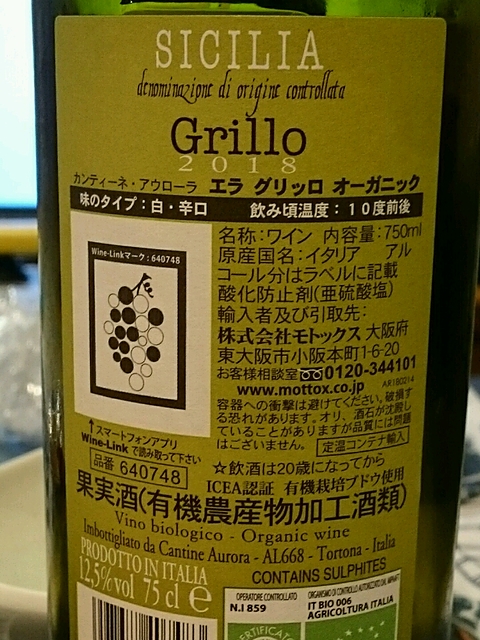 SICILIA
denominazione di origine controllata
Grillo
2018
カンティーネ・アウローラ エラ グリッロ オーガニック
味のタイプ:白・辛口 飲み頃温度:10度前後
Wine-Linkマーク:640748
名称:ワイン 内容量:750ml
原産国名:イタリア アル
コール分はラベルに記載
酸化防止剤(亜硫酸塩)
輸入者及び引取先:
株式会社モトックス 大阪府
東大阪市小阪本町1-6-20
お客様相談室 0120-344101
www.mottox.co.jp AR180214
容器への衝撃は避けてください。破損す
る恐れがあります。オリ、酒石が沈殿し
ていることがありますが品質には問題
はございません。 定温コンテナ輸入
↑スマートフォンアプリ
Wine-Link で読み取って下さい
品番 640748
☆飲酒は20歳になってから
ICEA認証 有機栽培ブドウ使用
果実酒(有機農産物加工酒類)
Vino biologico - Organic wine
Imbottigliato da Cantine Aurora - AL668 - Tortona - Italia
PRODOTTO IN ITALIA
CONTAINS SULPHITES
12,5%vol 75 cl e
OPERATORE CONTROLLATO
N.I 859
ORGANISMO DI CONTROLLO AUTORIZZATO DAL MIPAAFT
IT BIO 006
AGRICOLTURA ITALIA